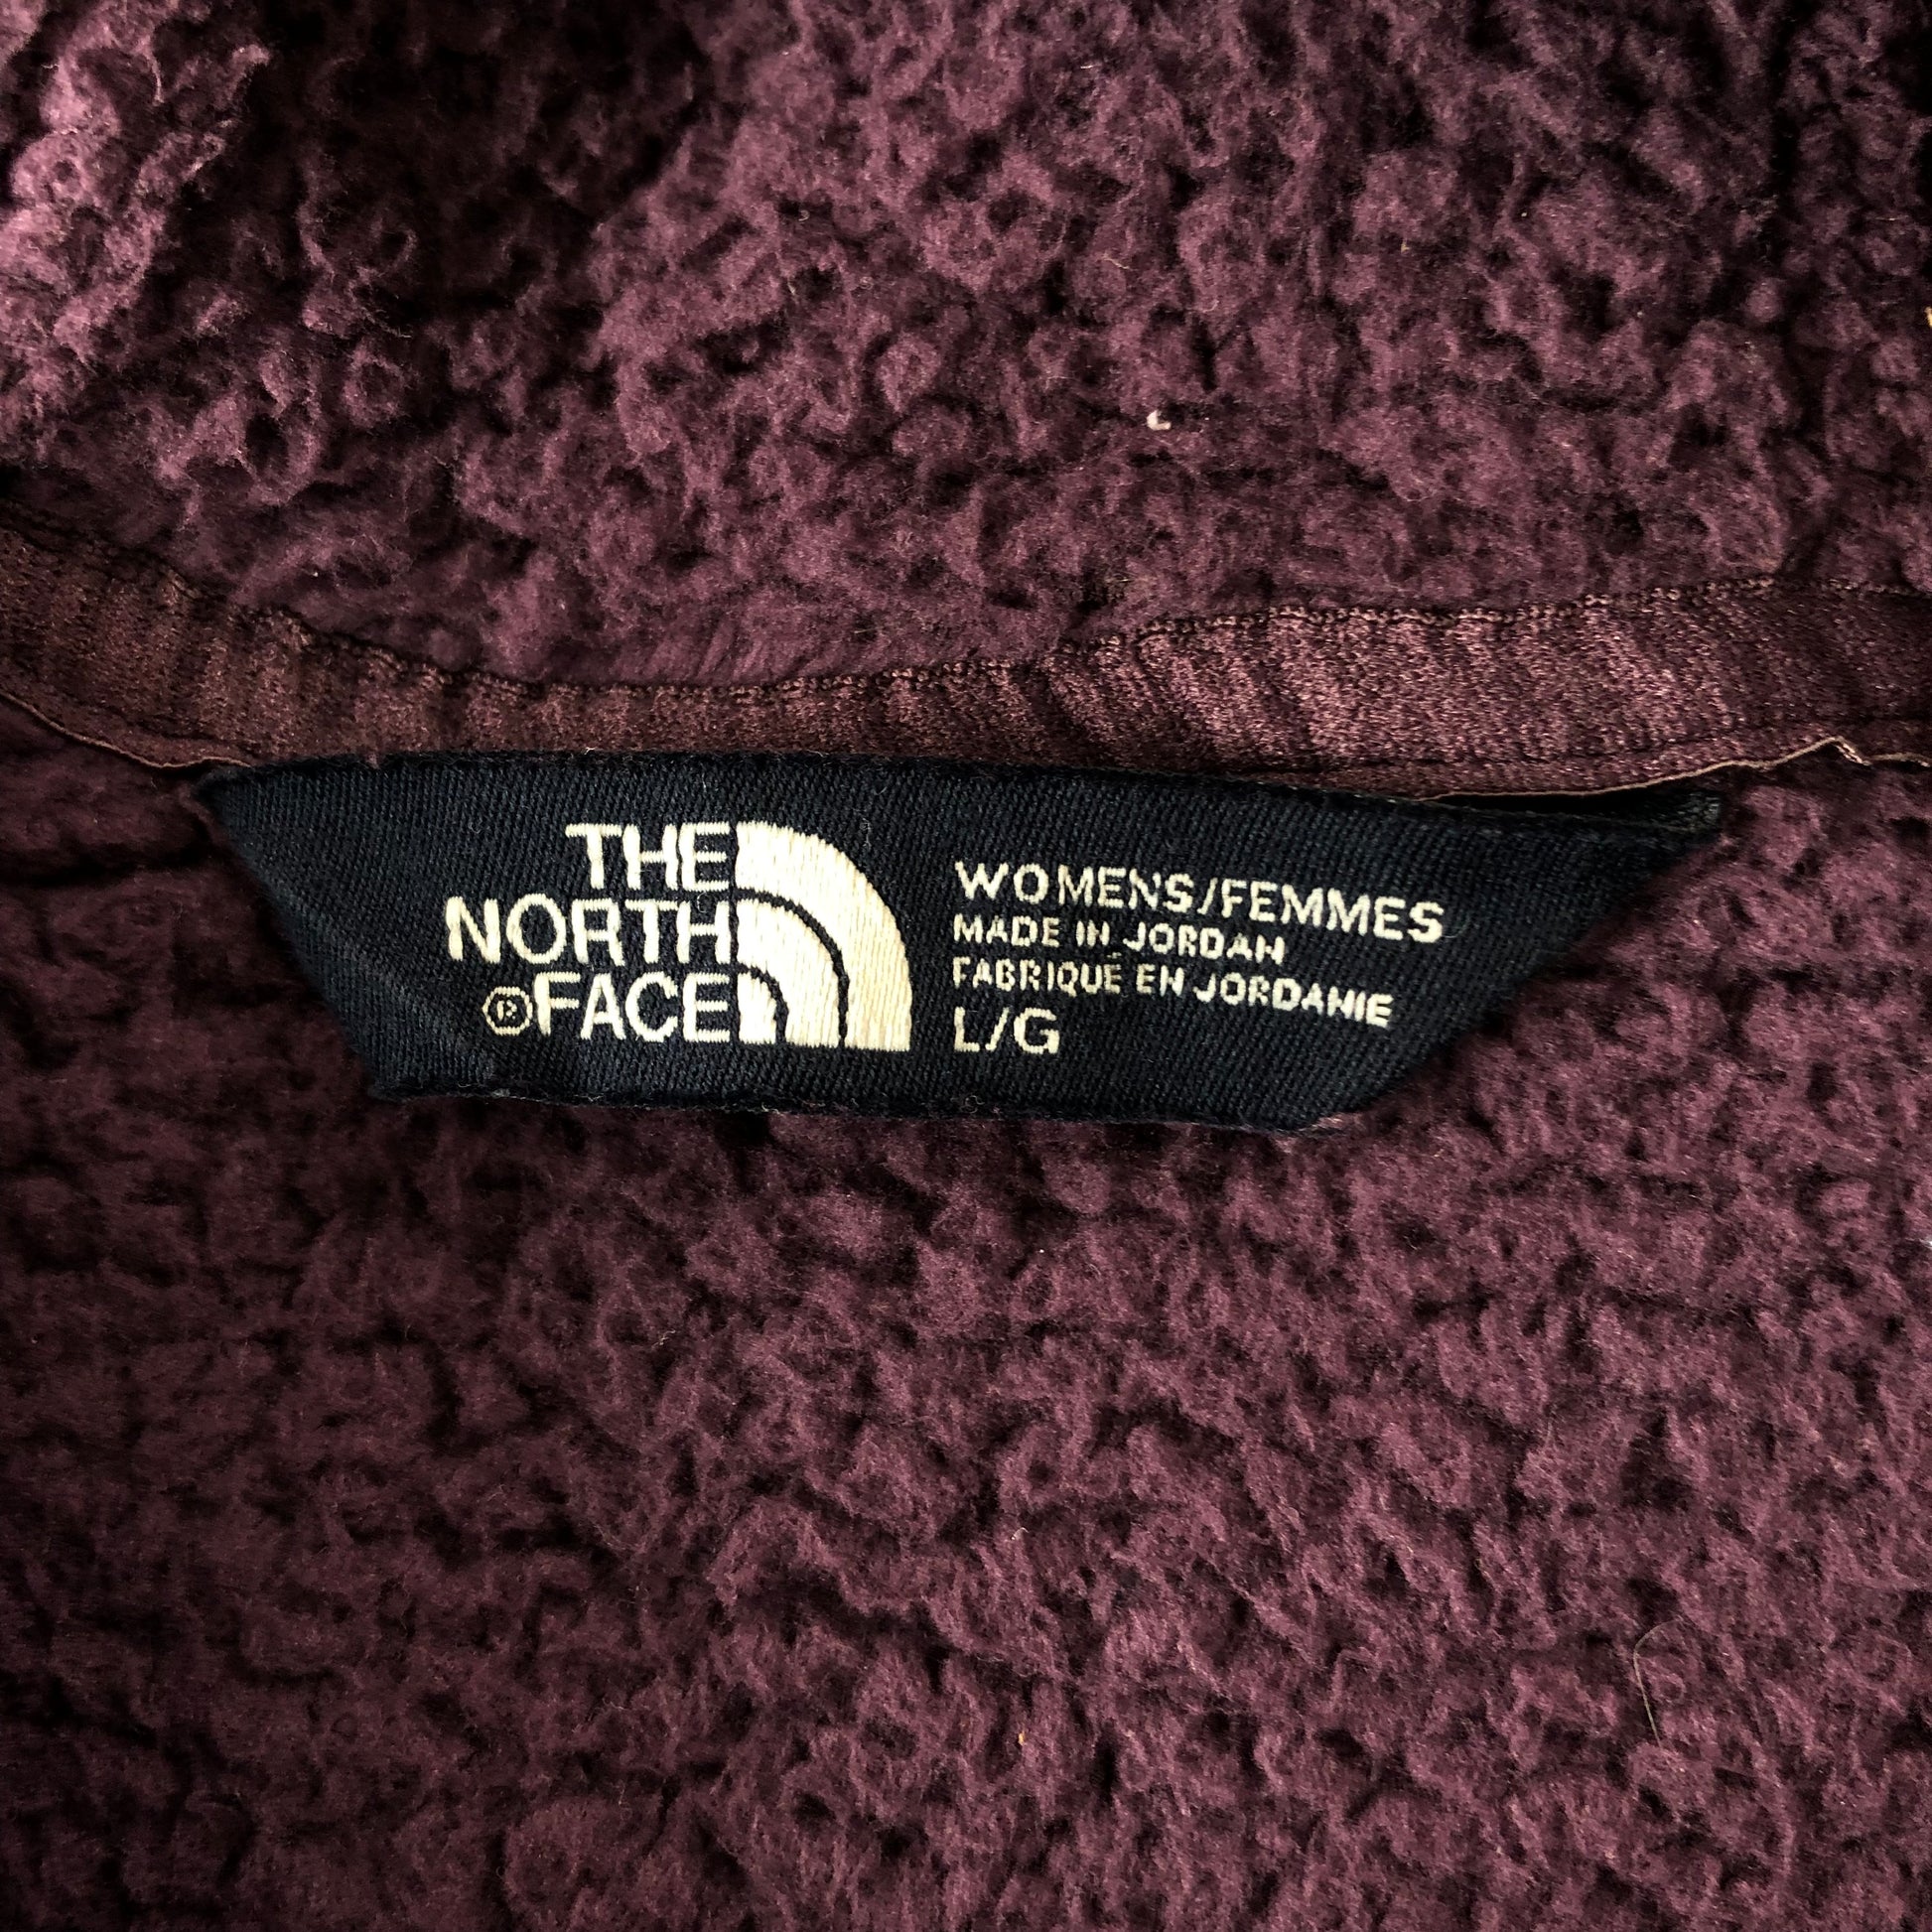 THE
NORTH
®FACE
WOMENS/FEMMES
MADE IN JORDAN
FABRIQUÉ EN JORDANIE
L/G